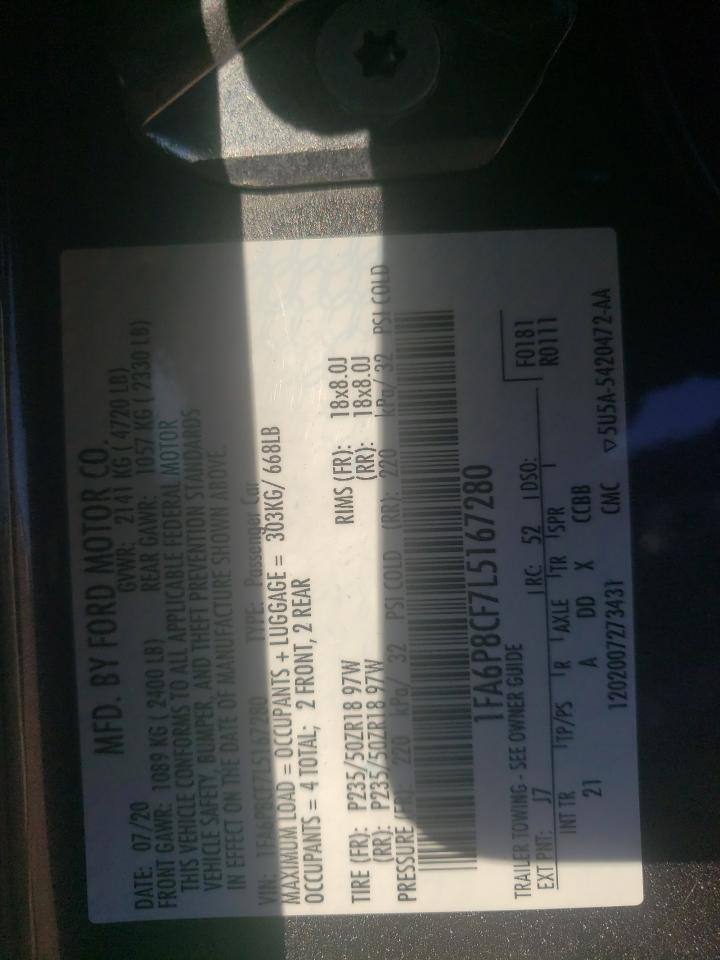 MFD. BY FORD MOTOR CO.
DATE: 07/20 GVWR: 2141 KG ( 4720 LB)
FRONT GAWR: 1089 KG ( 2400 LB) REAR GAWR: 1057 KG ( 2330 LB)
THIS VEHICLE CONFORMS TO ALL APPLICABLE FEDERAL MOTOR
VEHICLE SAFETY, BUMPER, AND THEFT PREVENTION STANDARDS
IN EFFECT ON THE DATE OF MANUFACTURE SHOWN ABOVE.
VIN: 1FA6P8CF7L5167280 TYPE: Passenger Car
MAXIMUM LOAD = OCCUPANTS + LUGGAGE = 303KG/ 668LB
OCCUPANTS = 4 TOTAL; 2 FRONT, 2 REAR
TIRE (FR): P235/50ZR18 97W RIMS (FR): 18x8.0J
(RR): P235/50ZR18 97W (RR): 18x8.0J
PRESSURE (FR): 220 kPa/ 32 PSI COLD (RR): 220 kPa/ 32 PSI COLD
1FA6P8CF7L5167280
TRAILER TOWING - SEE OWNER GUIDE F0181
EXT PNT: J7 RC: 52 DSO: R0111
INT TR TP/PS R AXLE TR SPR
21 A DD X CCBB
1202007273431 CMC ▽5U5A-5420472-AA